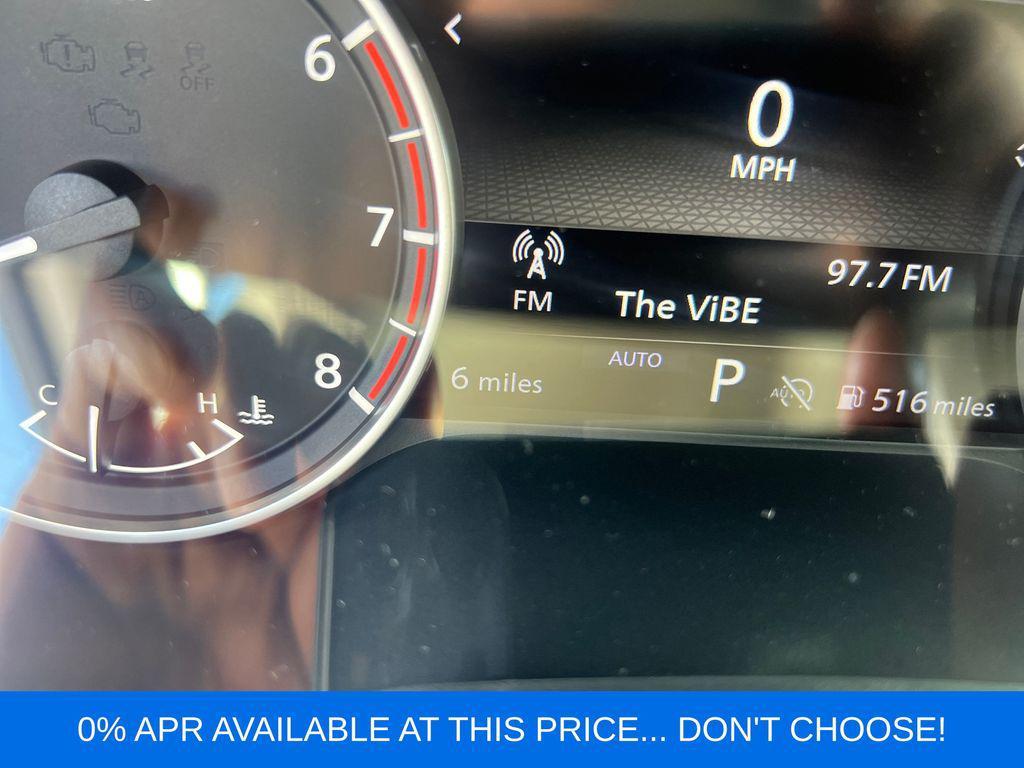 6
OFF
7
8
C
H
0
MPH
97.7 FM
FM
The ViBE
AUTO
6 miles
P
516 miles
0% APR AVAILABLE AT THIS PRICE... DON'T CHOOSE!